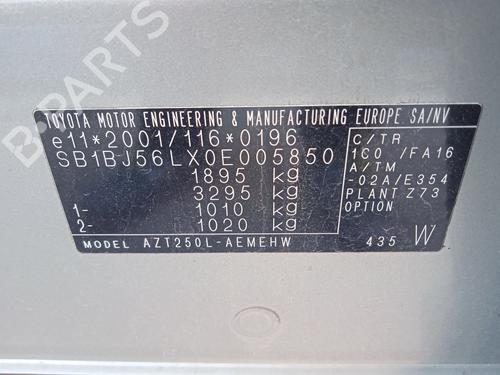 TOYOTA MOTOR ENGINEERING & MANUFACTURING EUROPE SA/NV
e11*2001/116*0196
SB1BJ56LX0E005850
1895 kg
3295 kg
1- 1010 kg
2- 1020 kg
MODEL AZT250L-AEMEHW
C/TR
1C0 /FA16
A/TM
-02A/E354
PLANT Z73
OPTION
435 W